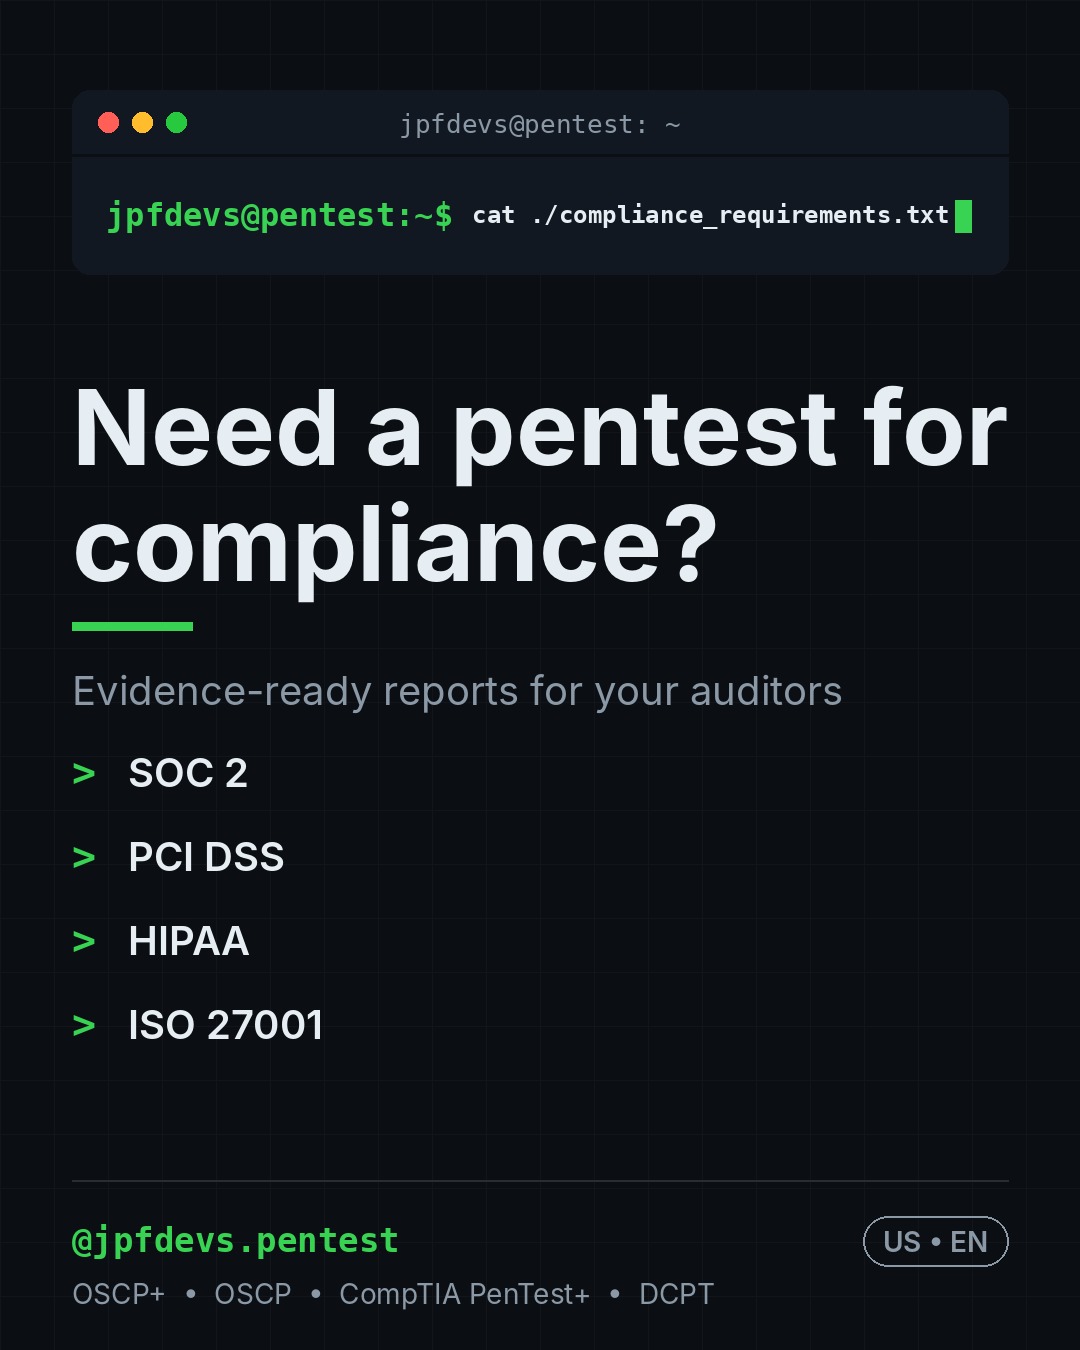 jpfdevs@pentest: ~
jpfdevs@pentest:~$ cat ./compliance_requirements.txt
Need a pentest for
compliance?
Evidence-ready reports for your auditors
> SOC 2
> PCI DSS
> HIPAA
> ISO 27001
@jpfdevs.pentest
US • EN
OSCP+ • OSCP • CompTIA PenTest+ • DCPT